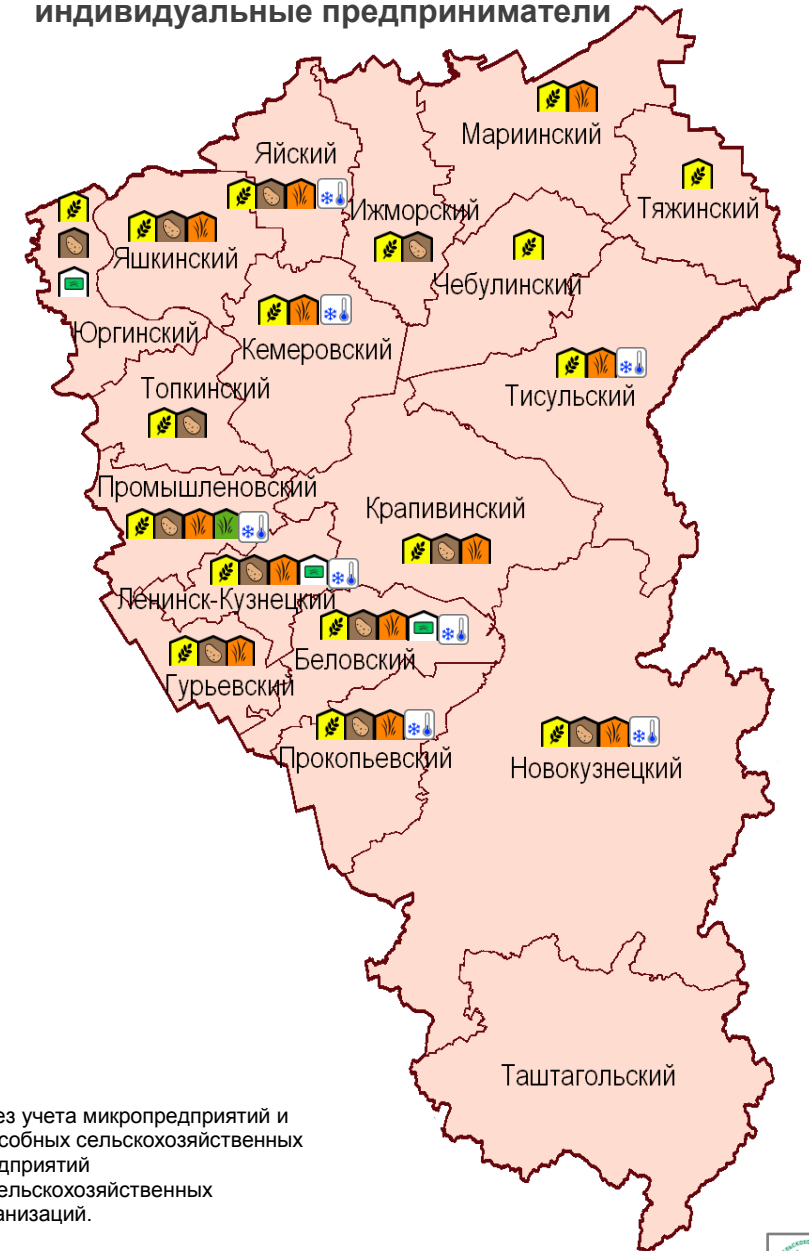 индивидуальные предприниматели
Мариинский
Яйский
Тяжинский
Ижморский
Яшкинский
Чебулинский
Юргинский
Кемеровский
Топкинский
Тисульский
Промышленовский
Крапивинский
Ленинск-Кузнецкий
Беловский
Гурьевский
Прокопьевский
Новокузнецкий
Таштагольский
ез учета микропредприятий и
собных сельскохозяйственных
дприятий
ельскохозяйственных
анизаций.